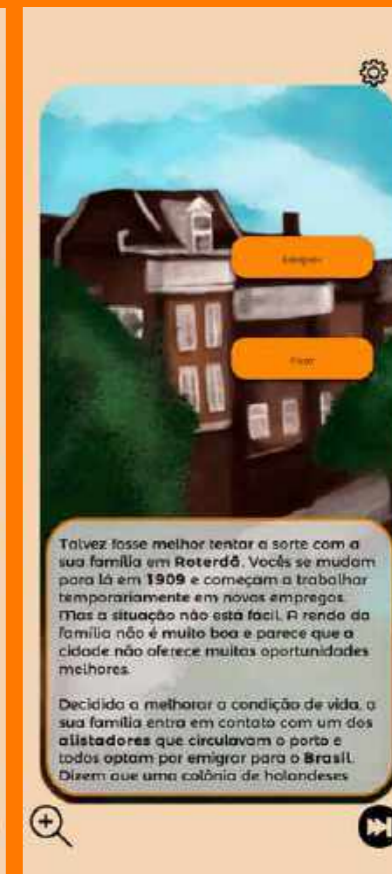 Emigrar
Ficar
Talvez fosse melhor tentar a sorte com a
sua família em Roterdã. Vocês se mudam
para lá em 1909 e começam a trabalhar
temporariamente em novos empregos.
Mas a situação não está fácil. A renda da
família não é muito boa e parece que a
cidade não oferece muitas oportunidades
melhores.
Decidida a melhorar a condição de vida, a
sua família entra em contato com um dos
alistadores que circulavam o porto e
todos optam por emigrar para o Brasil.
Dizem que uma colônia de holandeses